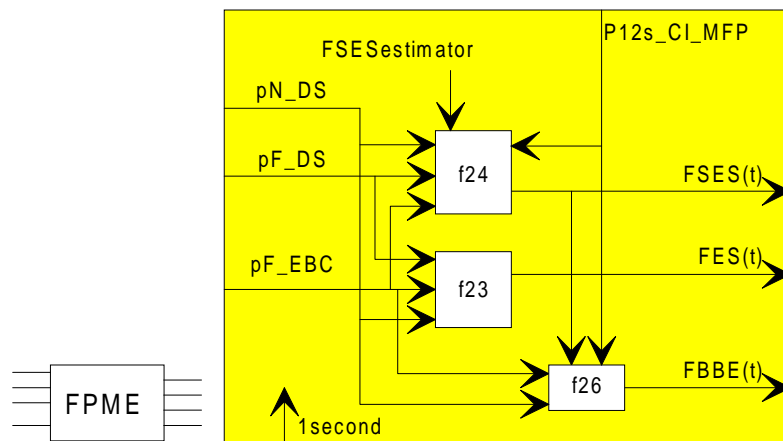 P12s_CI_MFP
FSESestimator
pN_DS
pF_DS
f24
FSES(t)
pF_EBC
f23
FES(t)
FPME
f26
FBBE(t)
1second